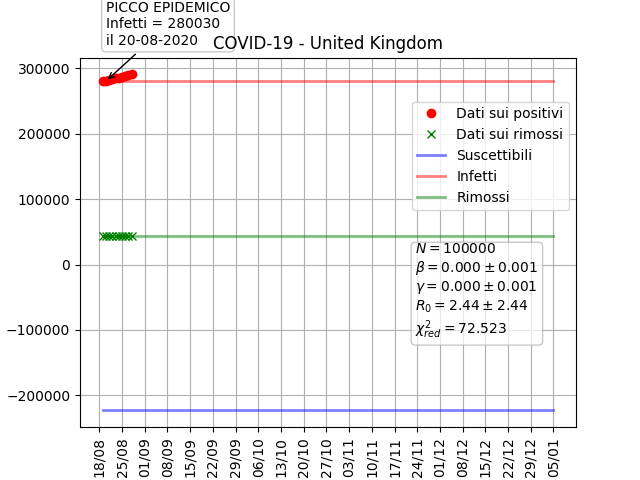 PICCO EPIDEMICO
Infetti = 280030
il 20-08-2020
COVID-19 - United Kingdom
300000
200000
100000
0
−100000
−200000
Dati sui positivi
Dati sui rimossi
Suscettibili
Infetti
Rimossi
N = 100000
β = 0.000 ± 0.001
γ = 0.000 ± 0.001
R₀ = 2.44 ± 2.44
χ²red = 72.523
18/08
25/08
01/09
08/09
15/09
22/09
29/09
06/10
13/10
20/10
27/10
03/11
10/11
17/11
24/11
01/12
08/12
15/12
22/12
29/12
05/01